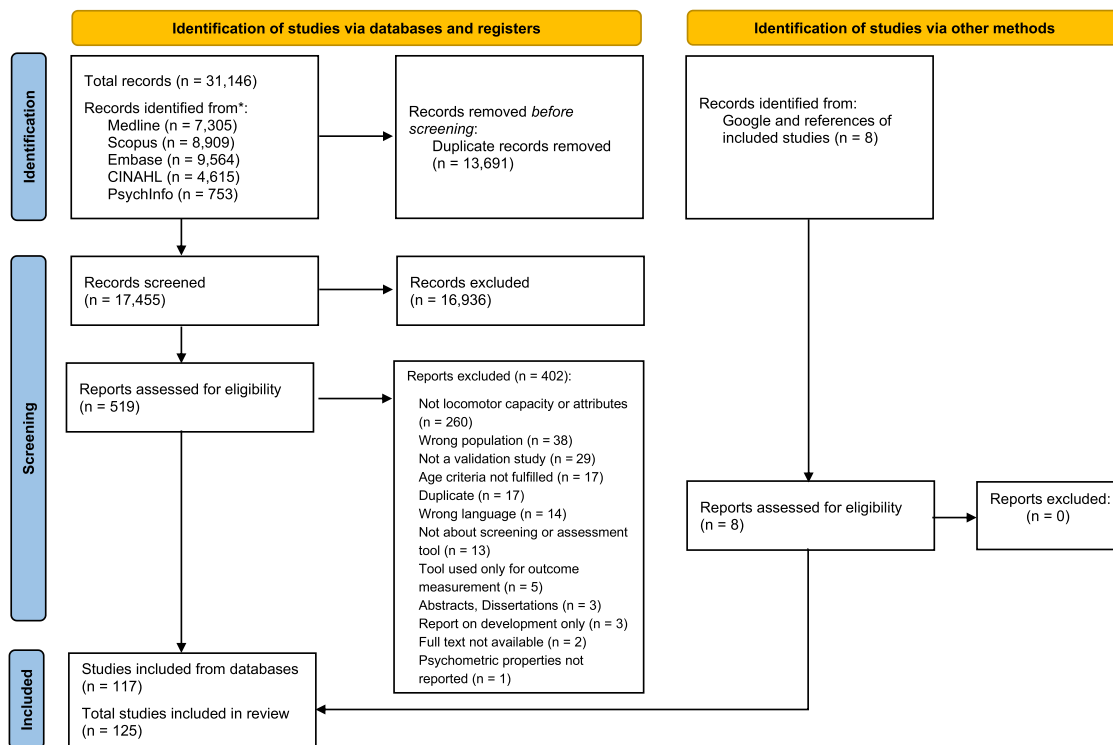 Identification of studies via databases and registers
Identification of studies via other methods
Identification
Total records (n = 31,146)
Records identified from*:
Medline (n = 7,305)
Scopus (n = 8,909)
Embase (n = 9,564)
CINAHL (n = 4,615)
PsychInfo (n = 753)
Records removed before
screening:
Duplicate records removed
(n = 13,691)
Records identified from:
Google and references of
included studies (n = 8)
Screening
Records screened
(n = 17,455)
Records excluded
(n = 16,936)
Reports assessed for eligibility
(n = 519)
Reports excluded (n = 402):
Not locomotor capacity or attributes
(n = 260)
Wrong population (n = 38)
Not a validation study (n = 29)
Age criteria not fulfilled (n = 17)
Duplicate (n = 17)
Wrong language (n = 14)
Not about screening or assessment
tool (n = 13)
Tool used only for outcome
measurement (n = 5)
Abstracts, Dissertations (n = 3)
Report on development only (n = 3)
Full text not available (n = 2)
Psychometric properties not
reported (n = 1)
Reports assessed for eligibility
(n = 8)
Reports excluded:
(n = 0)
Included
Studies included from databases
(n = 117)
Total studies included in review
(n = 125)